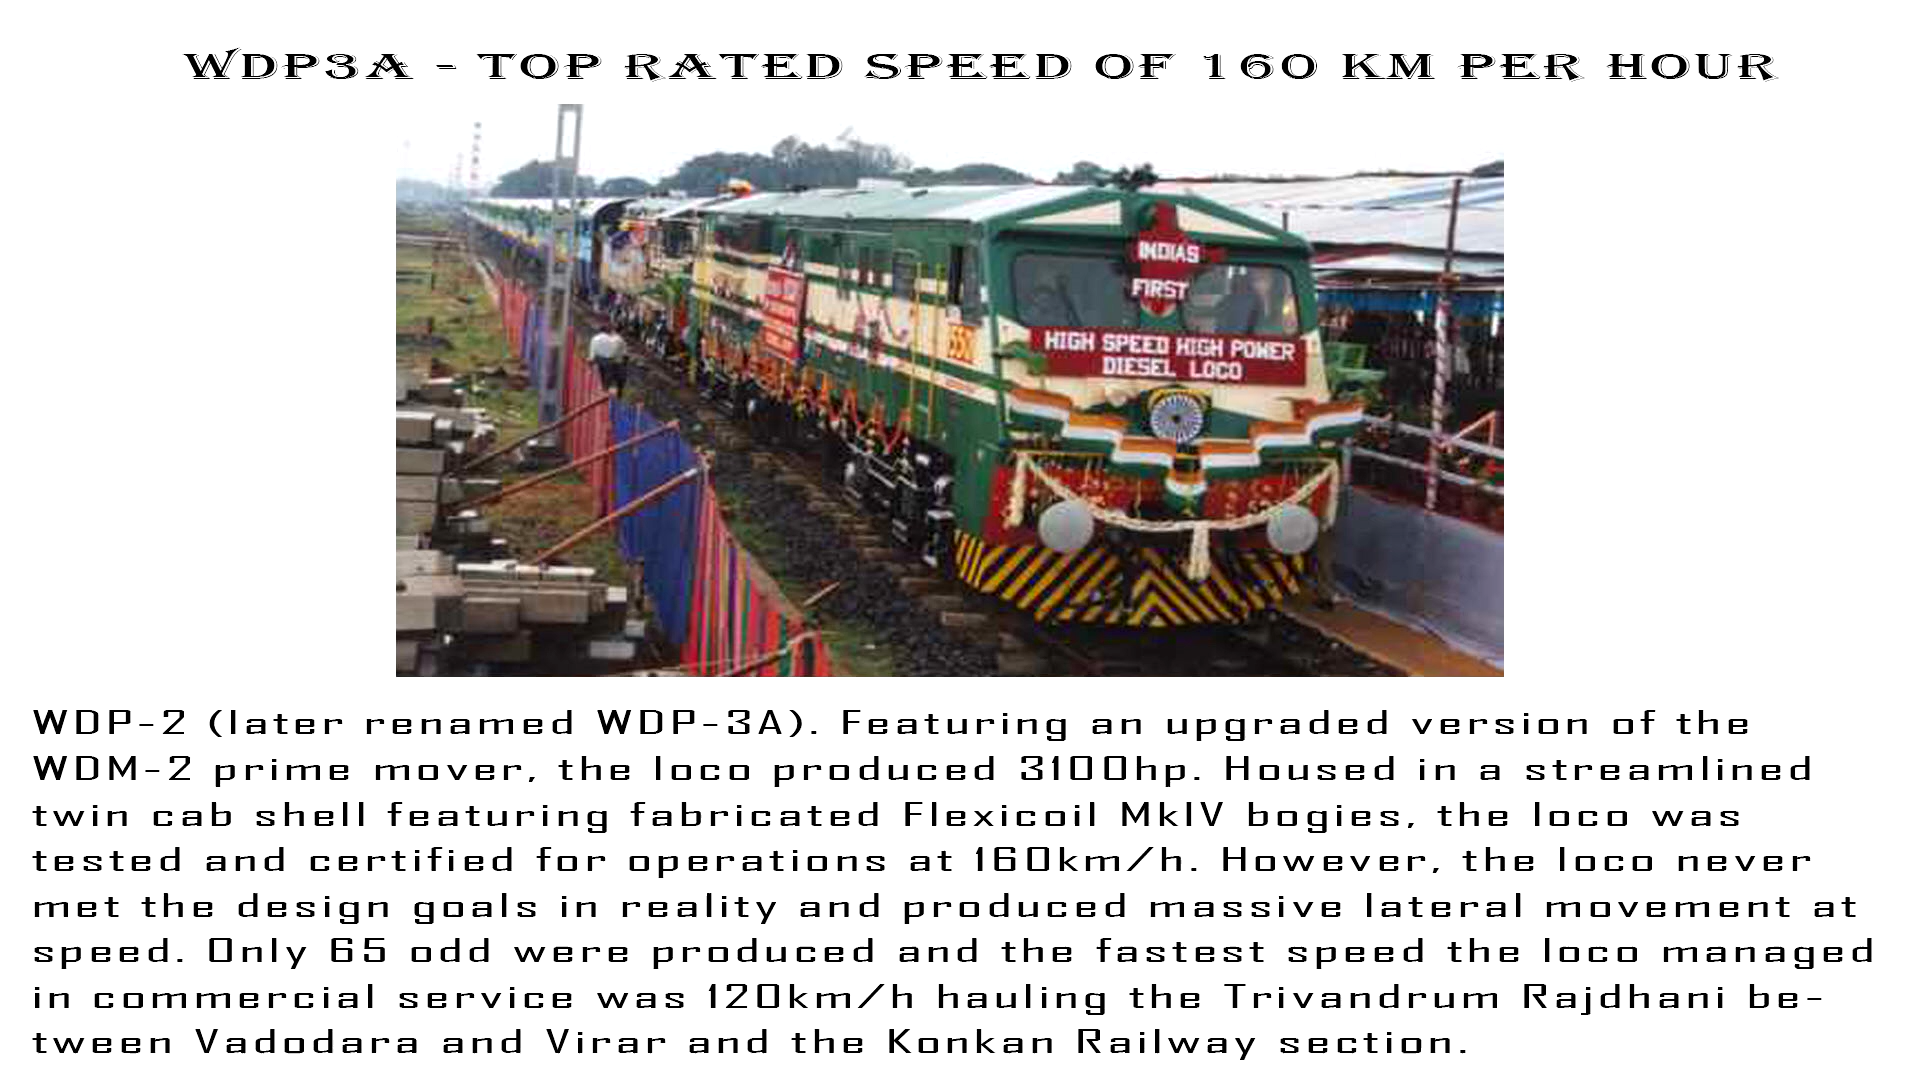 WDP3A - TOP RATED SPEED OF 160 KM PER HOUR
INDIAS
FIRST
HIGH SPEED HIGH POWER
DIESEL LOCO
WDP-2 (later renamed WDP-3A). Featuring an upgraded version of the
WDM-2 prime mover, the loco produced 3100hp. Housed in a streamlined
twin cab shell featuring fabricated Flexicoil MkIV bogies, the loco was
tested and certified for operations at 160km/h. However, the loco never
met the design goals in reality and produced massive lateral movement at
speed. Only 65 odd were produced and the fastest speed the loco managed
in commercial service was 120km/h hauling the Trivandrum Rajdhani be-
tween Vadodara and Virar and the Konkan Railway section.